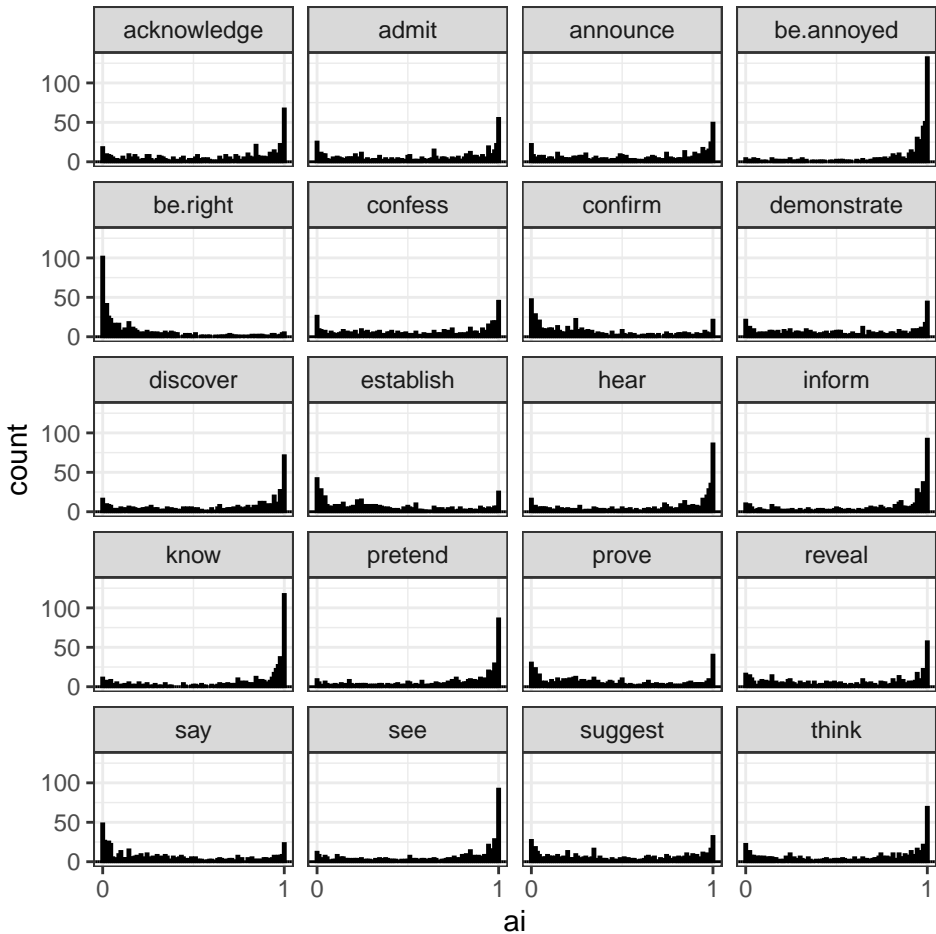 acknowledge admit announce be.annoyed
100
50
0
be.right confess confirm demonstrate
100
50
0
discover establish hear inform
100
50
0
know pretend prove reveal
100
50
0
say see suggest think
100
50
0
0 1 0 1 0 1 0 1
ai
count